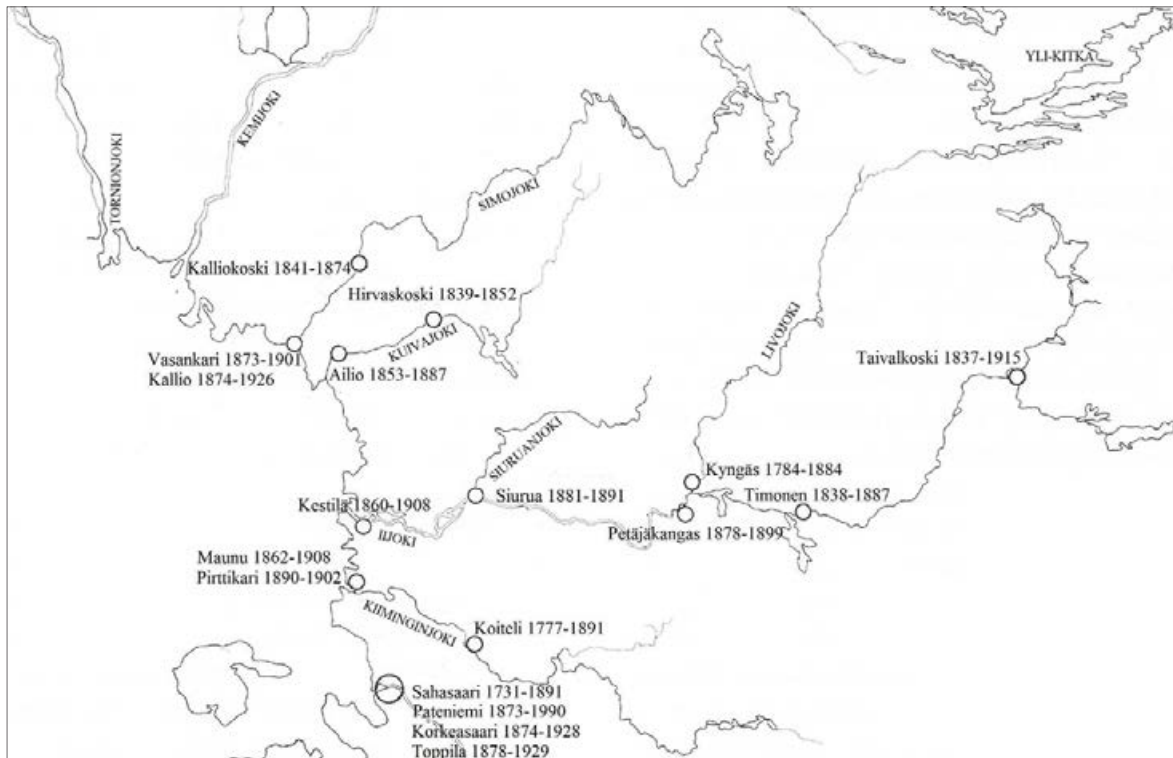 YLI-KITKA
KEMIJOKI
TORNIONJOKI
SIMOJOKI
Kalliokoski 1841-1874
Hirvaskoski 1839-1852
KUIVAJOKI
LIVOJOKI
Vasankari 1873-1901
Kallio 1874-1926
Ailio 1853-1887
Taivalkoski 1837-1915
SIURUANJOKI
Kyngäs 1784-1884
Kestilä 1860-1908
Siurua 1881-1891
Timonen 1838-1887
IIJOKI
Petäjäkangas 1878-1899
Maunu 1862-1908
Pirttikari 1890-1902
KIIMINGINJOKI
Koiteli 1777-1891
Sahasaari 1731-1891
Pateniemi 1873-1990
Korkeasaari 1874-1928
Toppila 1878-1929